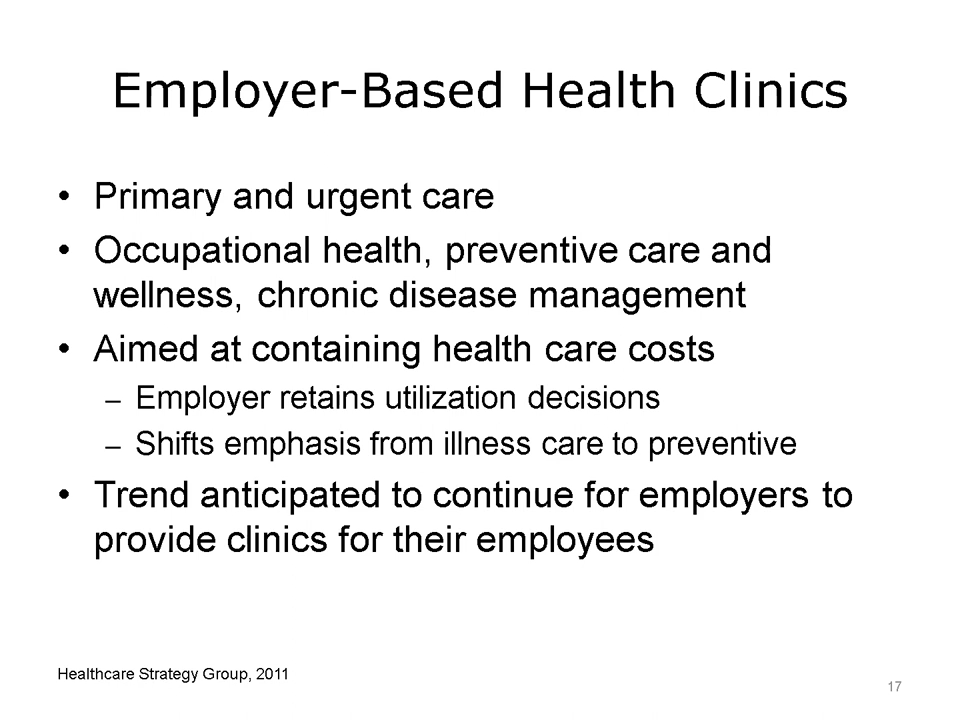 Employer-Based Health Clinics
• Primary and urgent care
• Occupational health, preventive care and
wellness, chronic disease management
• Aimed at containing health care costs
– Employer retains utilization decisions
– Shifts emphasis from illness care to preventive
• Trend anticipated to continue for employers to
provide clinics for their employees
Healthcare Strategy Group, 2011
17